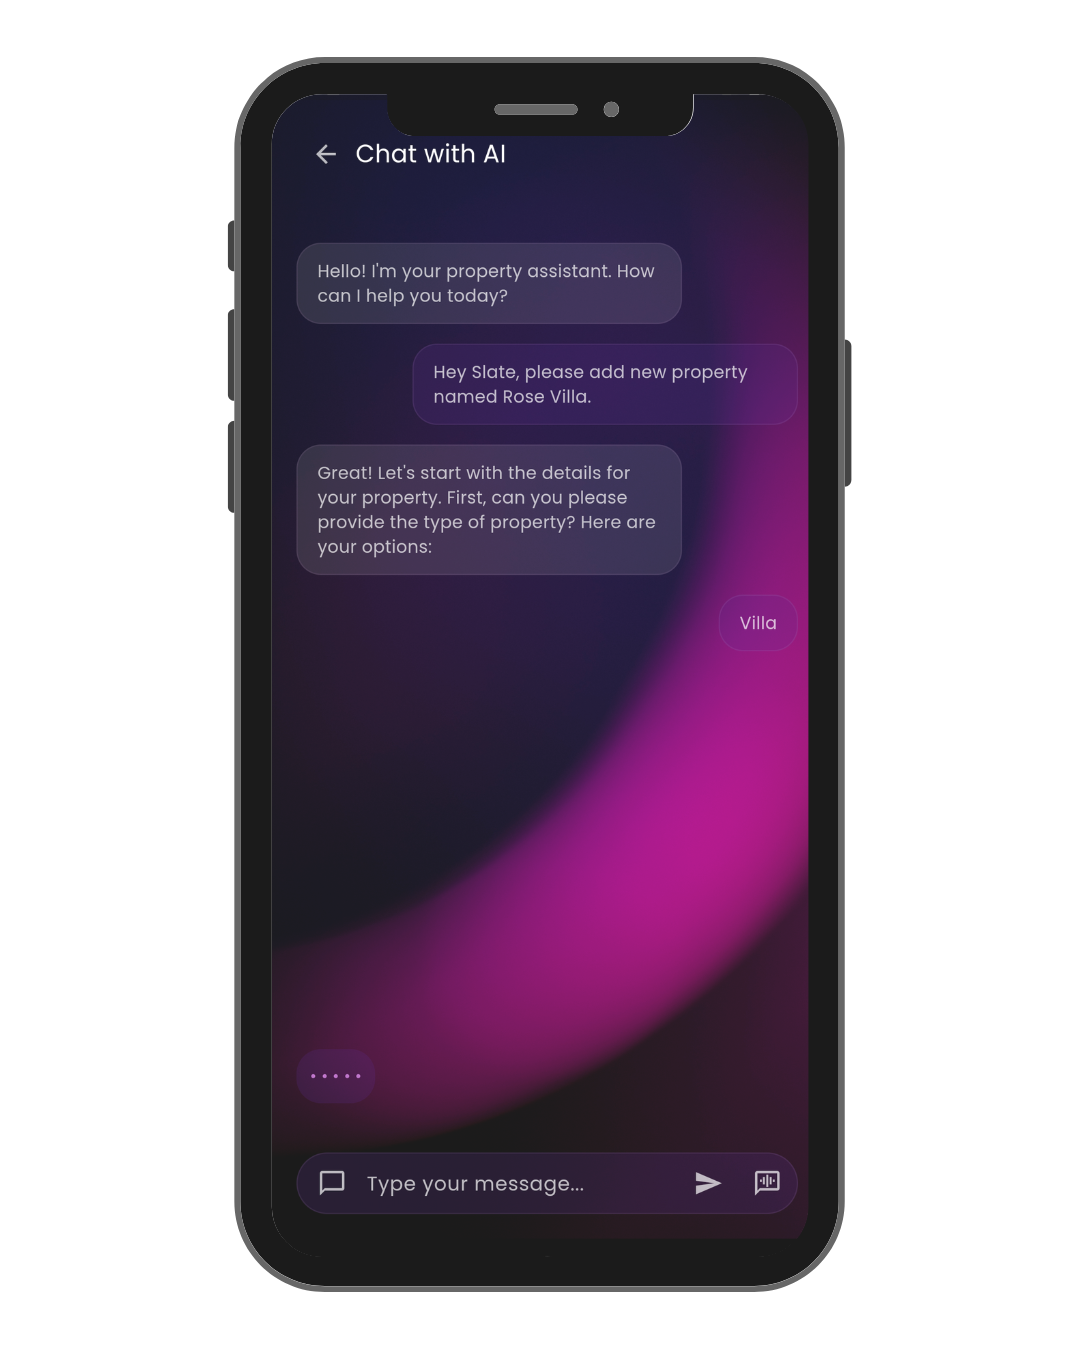 Chat with AI
Hello! I'm your property assistant. How
can I help you today?
Hey Slate, please add new property
named Rose Villa.
Great! Let's start with the details for
your property. First, can you please
provide the type of property? Here are
your options:
Villa
Type your message...